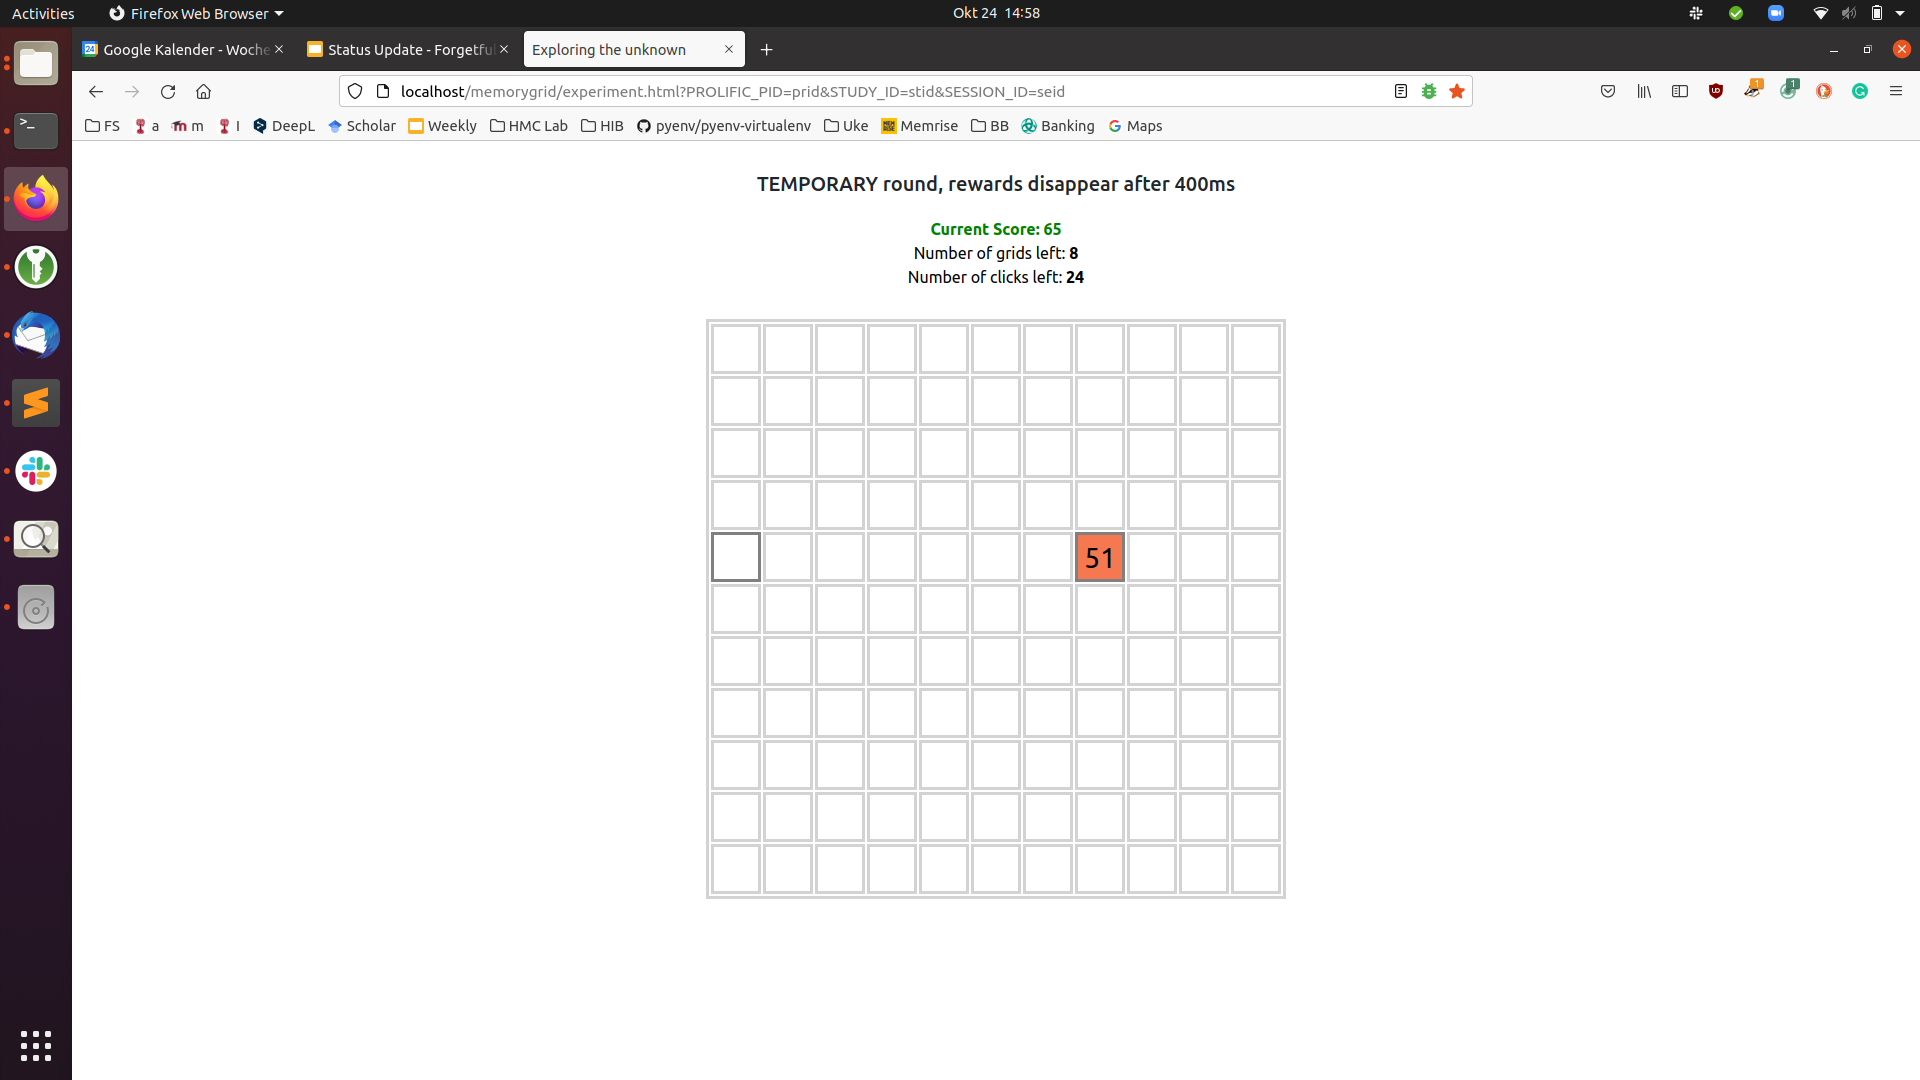 Activities
Firefox Web Browser
Okt 24 14:58
24 Google Kalender - Woche
Status Update - Forgetful
Exploring the unknown
localhost/memorygrid/experiment.html?PROLIFIC_PID=prid&STUDY_ID=stid&SESSION_ID=seid
1
1
FS
a
m
I
DeepL
Scholar
Weekly
HMC Lab
HIB
pyenv/pyenv-virtualenv
Uke
Memrise
BB
Banking
Maps
TEMPORARY round, rewards disappear after 400ms
Current Score: 65
Number of grids left: 8
Number of clicks left: 24
51